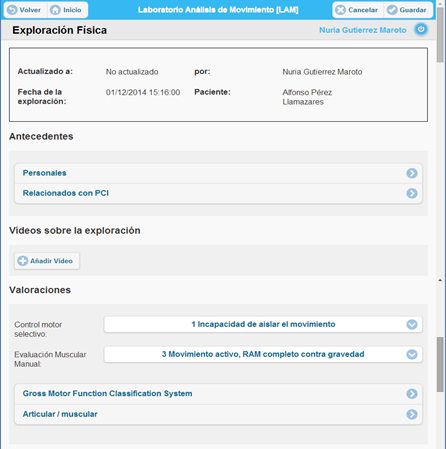 Volver Inicio Laboratorio Análisis de Movimiento [LAM] Cancelar Guardar
Exploración Física Nuria Gutierrez Maroto
Actualizado a: No actualizado por: Nuria Gutierrez Maroto
Fecha de la 01/12/2014 15:16:00 Paciente: Alfonso Pérez
exploración: Llamazares
Antecedentes
Personales
Relacionados con PCI
Videos sobre la exploración
Añadir Vídeo
Valoraciones
Control motor 1 Incapacidad de aislar el movimiento
selectivo:
Evaluación Muscular 3 Movimiento activo, RAM completo contra gravedad
Manual:
Gross Motor Function Classification System
Articular / muscular